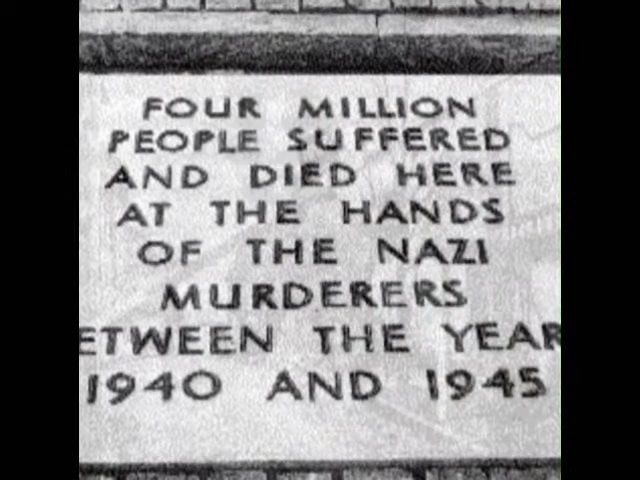 FOUR MILLION
PEOPLE SUFFERED
AND DIED HERE
AT THE HANDS
OF THE NAZI
MURDERERS
ETWEEN THE YEAR
1940 AND 1945